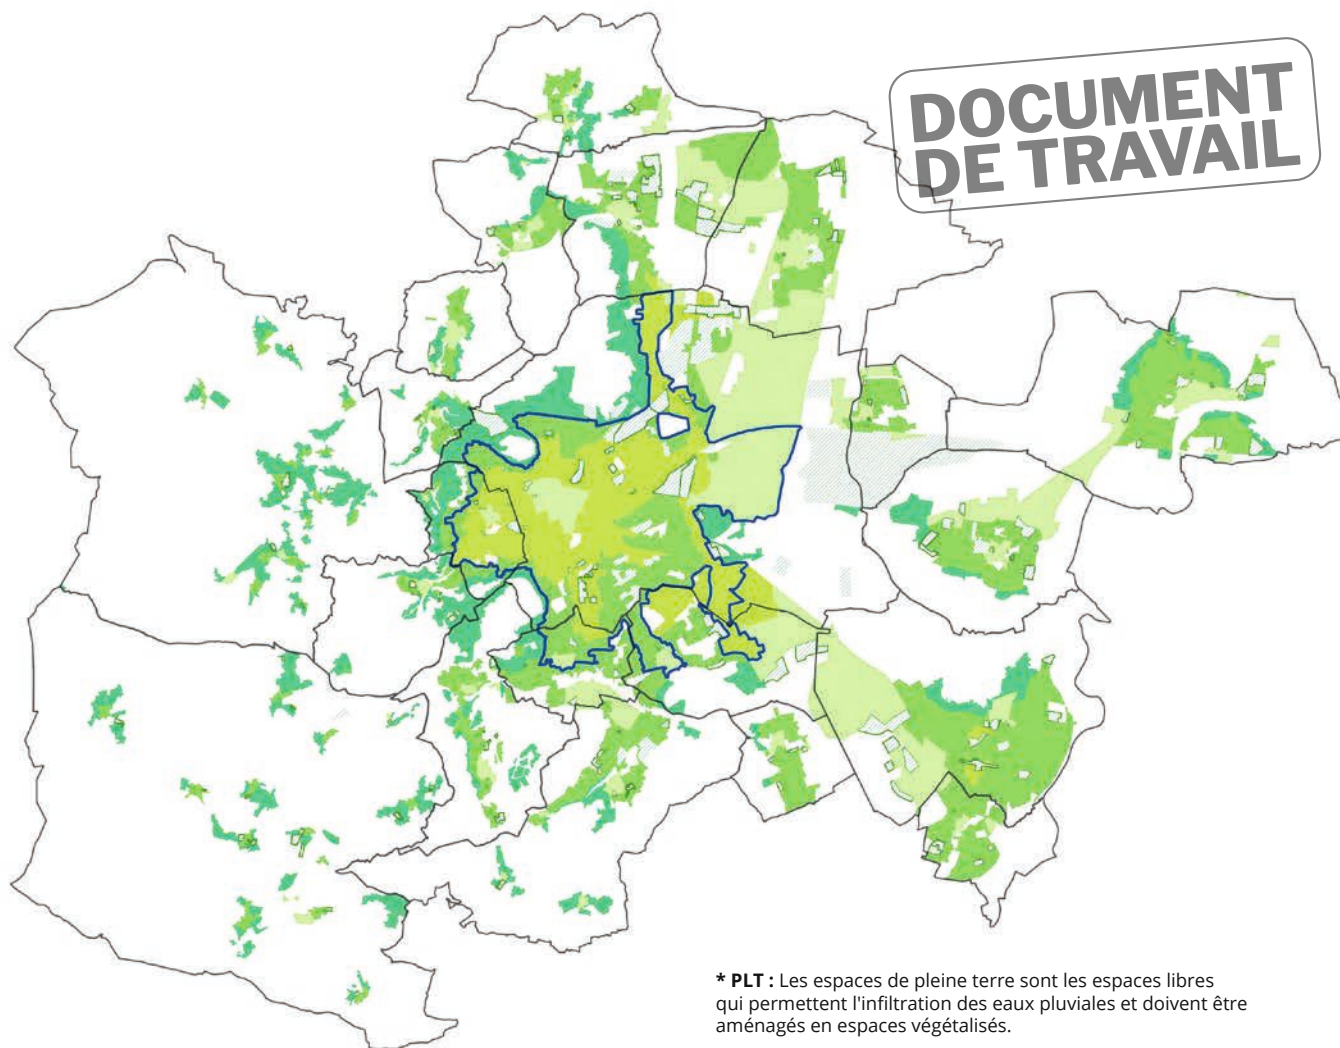 DOCUMENT
DE TRAVAIL
* PLT : Les espaces de pleine terre sont les espaces libres
qui permettent l'infiltration des eaux pluviales et doivent être
aménagés en espaces végétalisés.